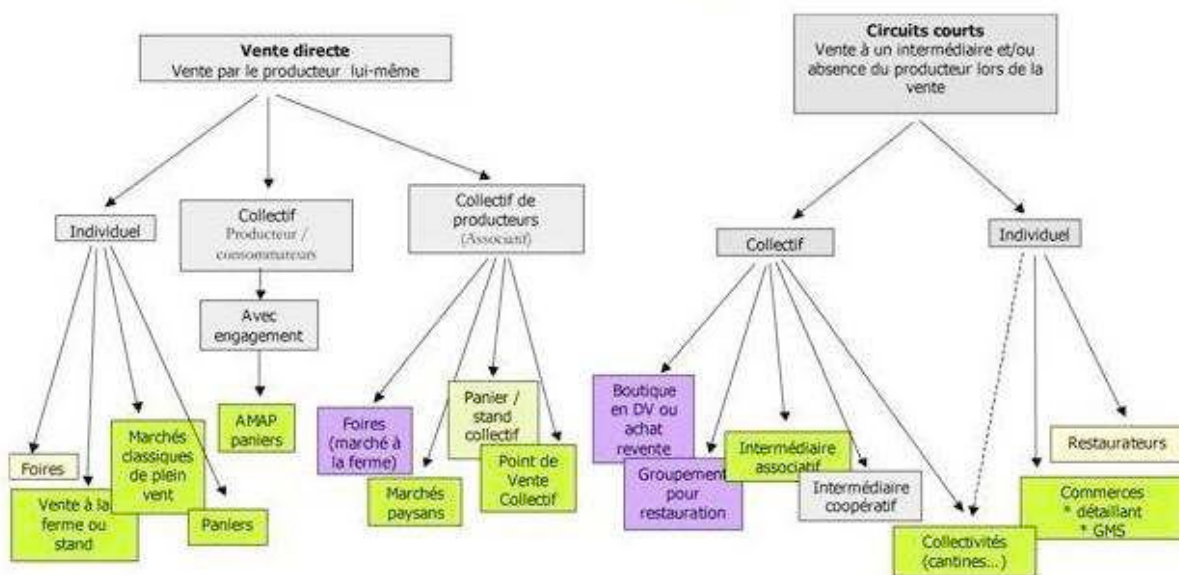 Vente directe
Vente par le producteur lui-même
Circuits courts
Vente à un intermédiaire et/ou
absence du producteur lors de la
vente
Individuel
Collectif
Producteur /
consommateurs
Collectif de
producteurs
(Associatif)
Collectif
Individuel
Avec
engagement
Foires
Vente à la
ferme ou
stand
Marchés
classiques
de plein
vent
Paniers
AMAP
paniers
Foires
(marché à
la ferme)
Marchés
paysans
Panier /
stand
collectif
Point de
Vente
Collectif
Boutique
en DV ou
achat
revente
Groupement
pour
restauration
Intermédiaire
associatif
Intermédiaire
coopératif
Collectivités
(cantines...)
Commerces
* détaillant
* GMS
Restaurateurs